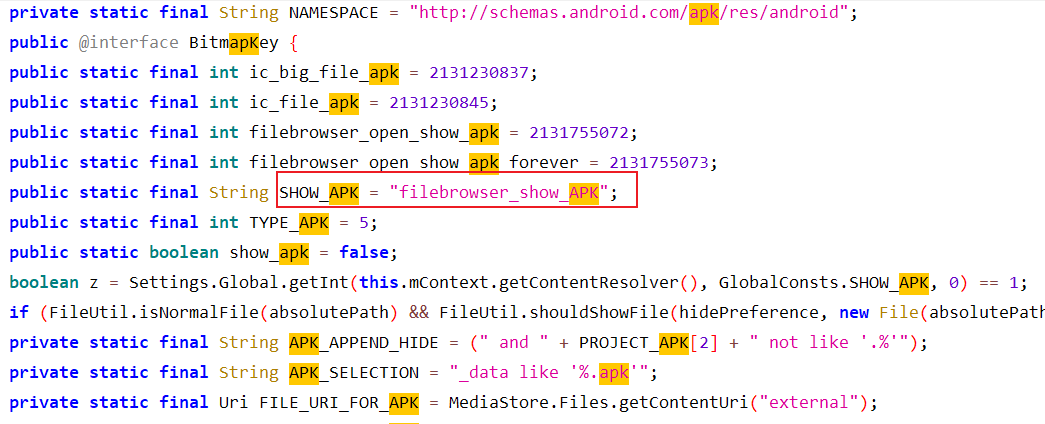 private static final String NAMESPACE = "http://schemas.android.com/apk/res/android";
public @interface BitmapKey {
public static final int ic_big_file_apk = 2131230837;
public static final int ic_file_apk = 2131230845;
public static final int filebrowser_open_show_apk = 2131755072;
public static final int filebrowser_open_show_apk_forever = 2131755073;
public static final String SHOW_APK = "filebrowser_show_APK";
public static final int TYPE_APK = 5;
public static boolean show_apk = false;
boolean z = Settings.Global.getInt(this.mContext.getContentResolver(), GlobalConsts.SHOW_APK, 0) == 1;
if (FileUtil.isNormalFile(absolutePath) && FileUtil.shouldShowFile(hidePreference, new File(absolutePath
private static final String APK_APPEND_HIDE = (" and " + PROJECT_APK[2] + " not like '.%'");
private static final String APK_SELECTION = "_data like '%.apk'";
private static final Uri FILE_URI_FOR_APK = MediaStore.Files.getContentUri("external");